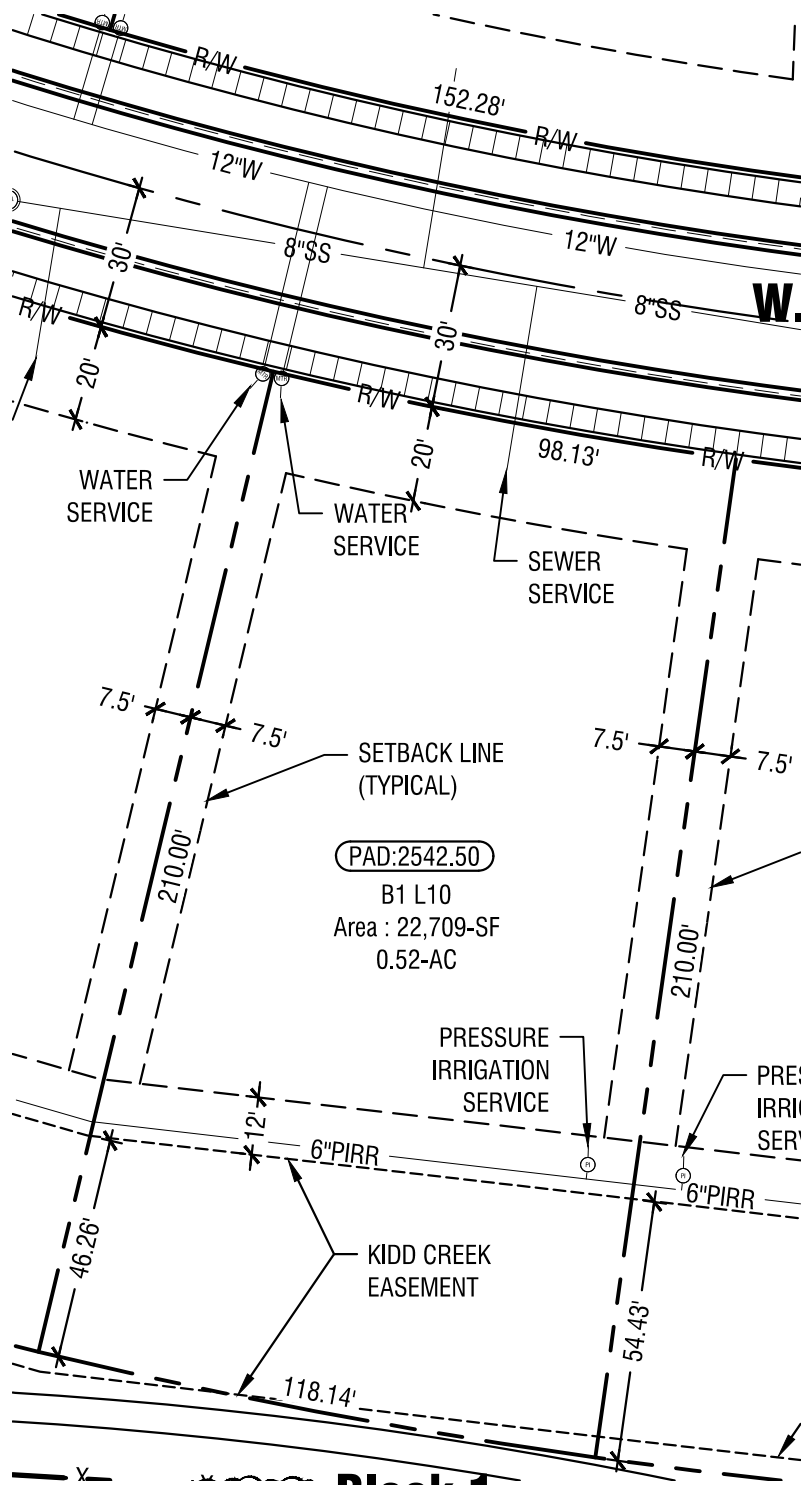 R/W
152.28'
R/W
12"W
12"W
8"SS
30'
8"SS
W.
R/W
30'
20'
R/W
98.13'
R/W
20'
WATER
SERVICE
WATER
SERVICE
SEWER
SERVICE
7.5'
7.5'
7.5'
7.5'
SETBACK LINE
(TYPICAL)
210.00'
PAD:2542.50
B1 L10
Area : 22,709-SF
0.52-AC
210.00'
PRESSURE
IRRIGATION
SERVICE
12'
6"PIRR
PI
PI
6"PIRR
46.26'
KIDD CREEK
EASEMENT
54.43'
118.14'
X
Block 1